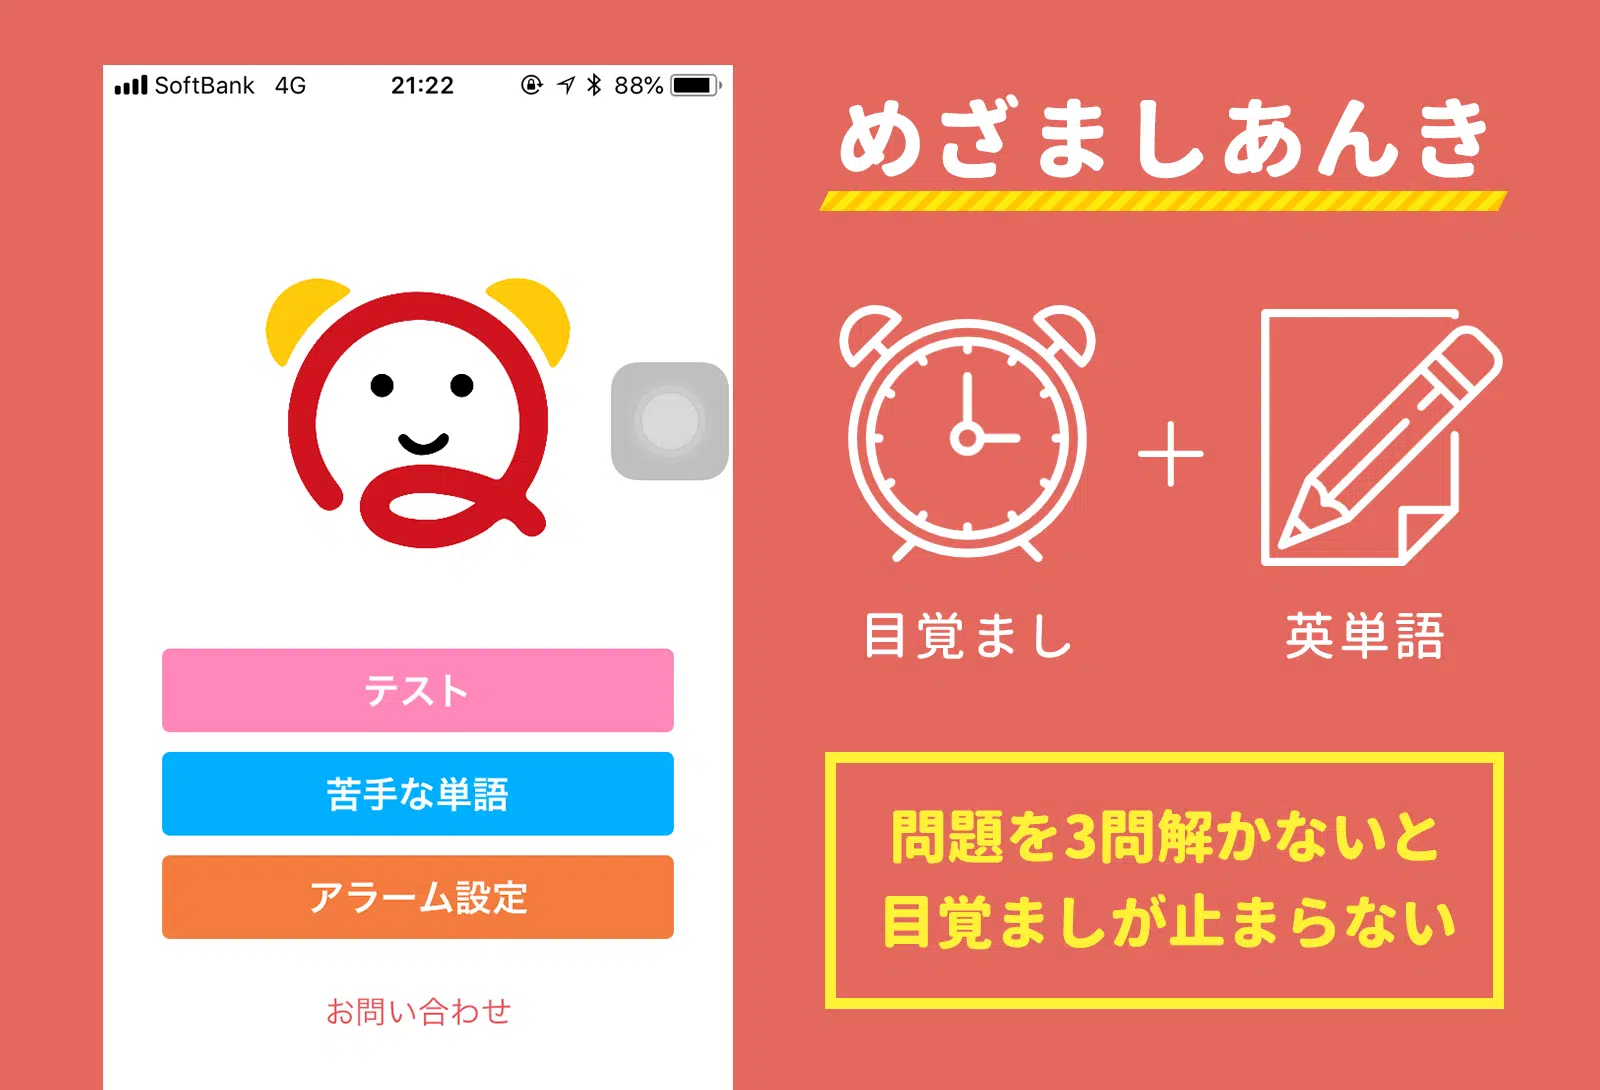 SoftBank 4G 21:22 88%
テスト
苦手な単語
アラーム設定
お問い合わせ
めざましあんき
目覚まし
英単語
問題を3問解かないと
目覚ましが止まらない